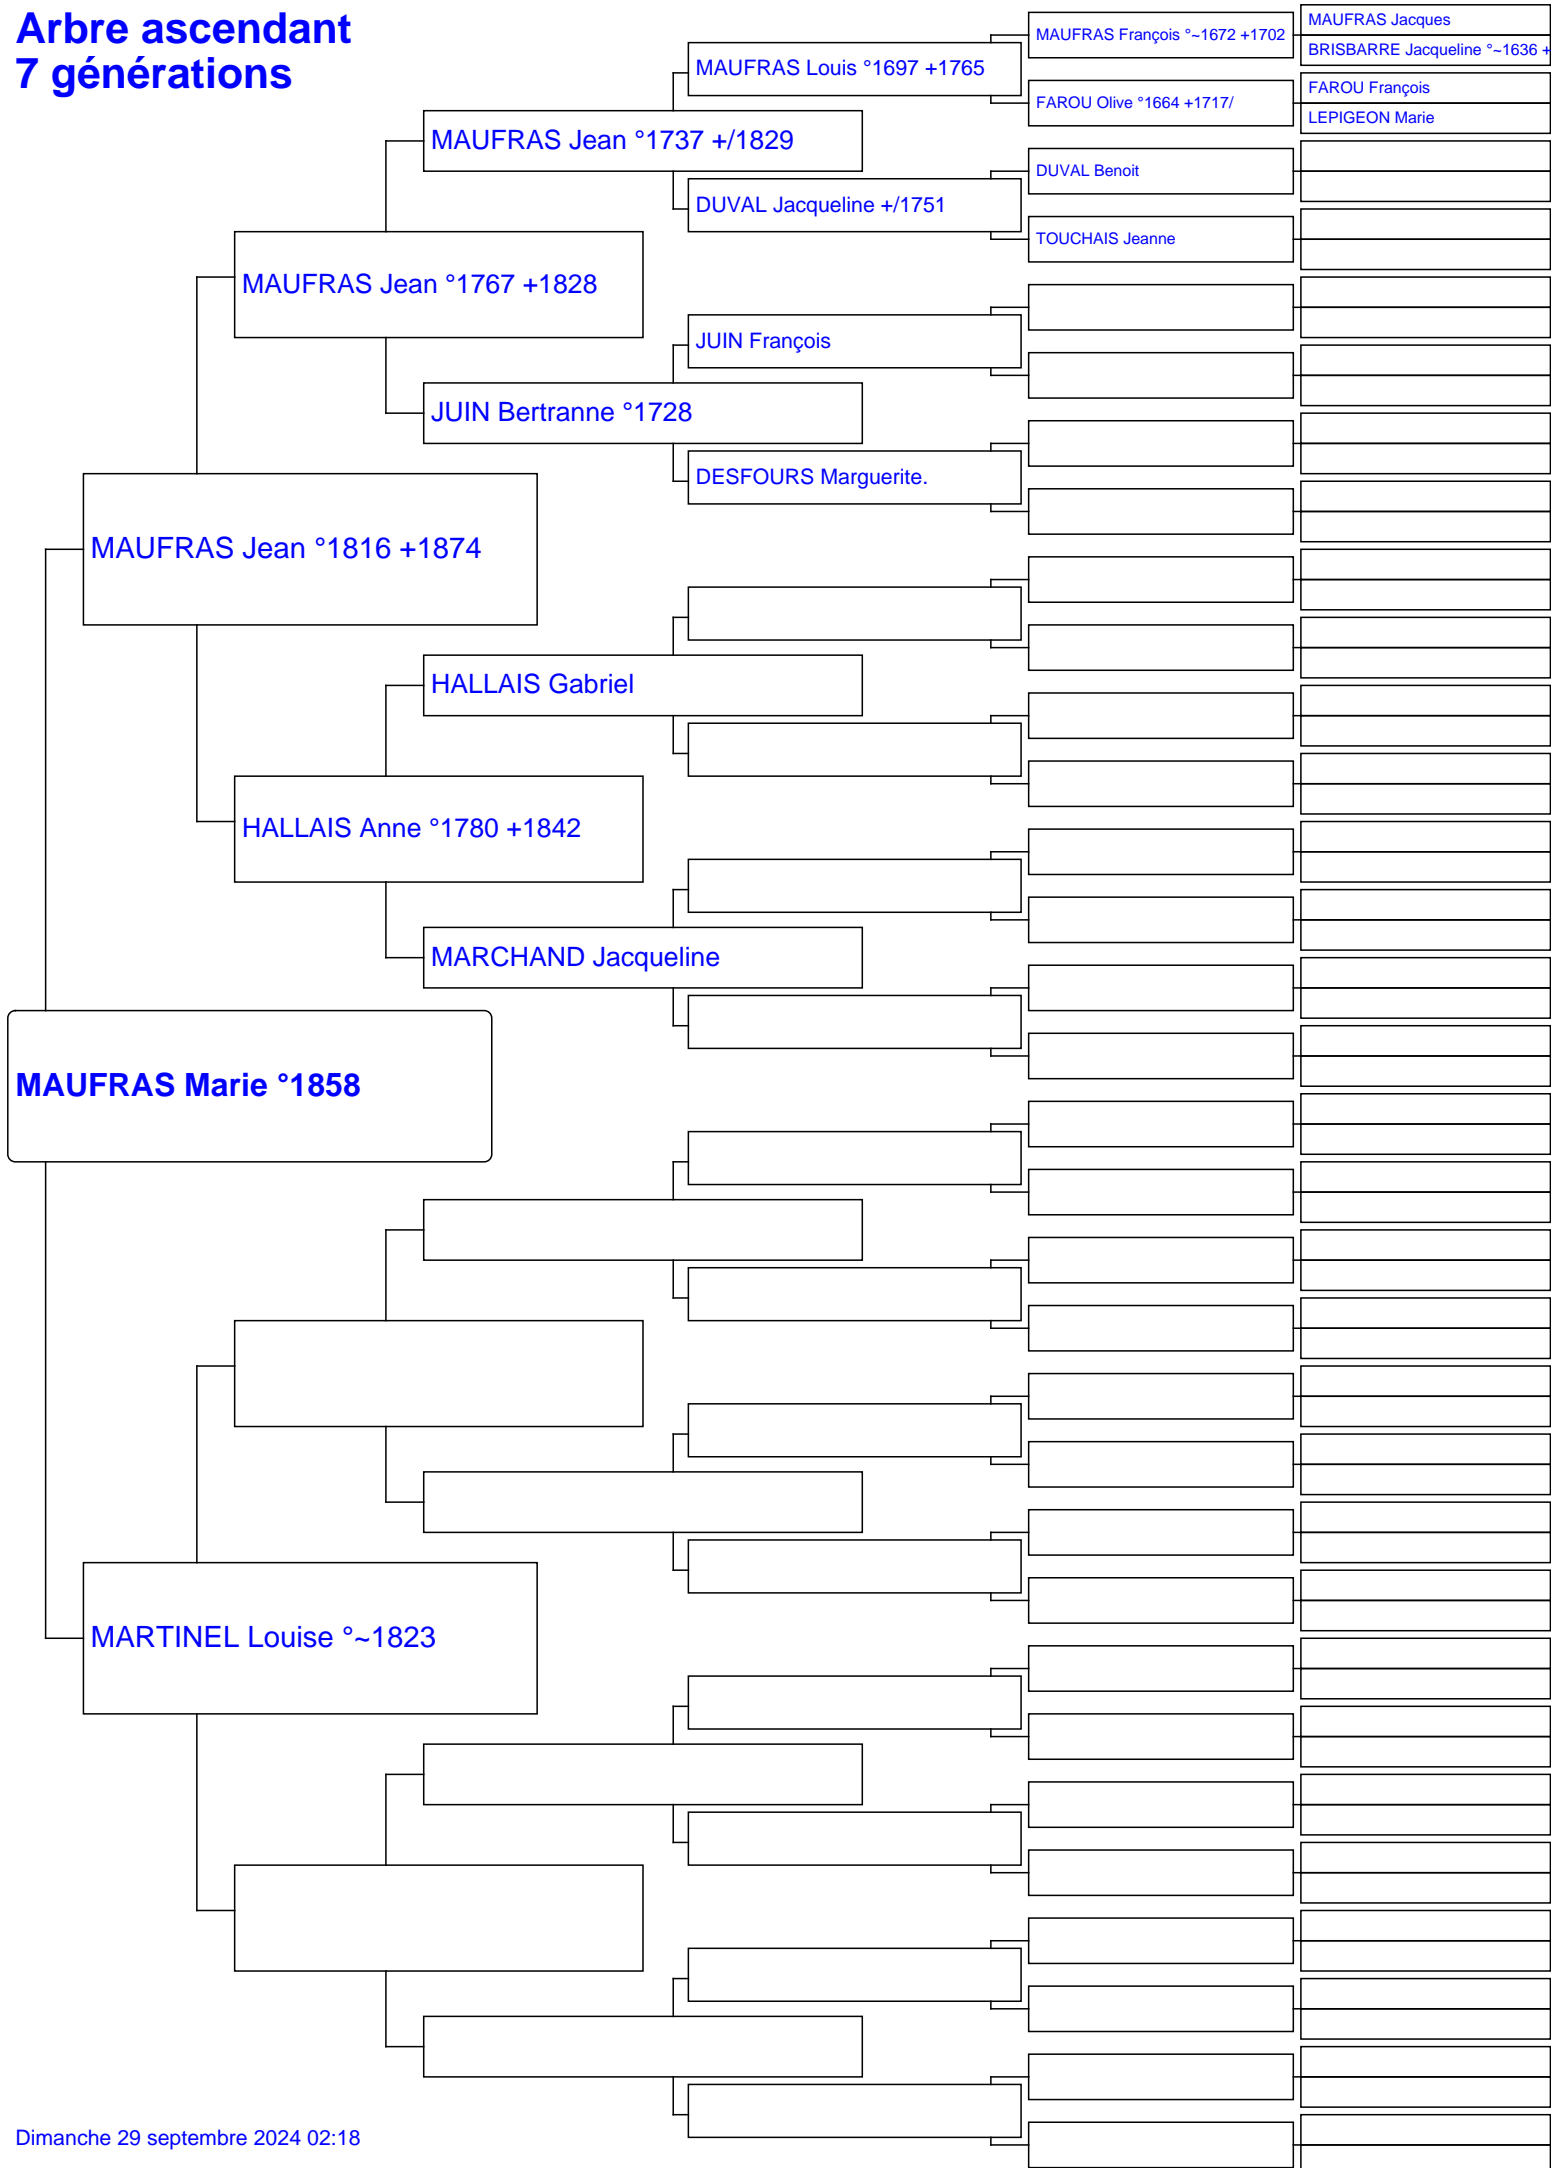 Arbre ascendant
7 générations
MAUFRAS François °~1672 +1702
MAUFRAS Jacques
BRISBARRE Jacqueline °~1636 +
MAUFRAS Louis °1697 +1765
FAROU Olive °1664 +1717/
FAROU François
LEPIGEON Marie
MAUFRAS Jean °1737 +/1829
DUVAL Benoit
DUVAL Jacqueline +/1751
TOUCHAIS Jeanne
MAUFRAS Jean °1767 +1828
JUIN François
JUIN Bertranne °1728
DESFOURS Marguerite.
MAUFRAS Jean °1816 +1874
HALLAIS Gabriel
HALLAIS Anne °1780 +1842
MARCHAND Jacqueline
MAUFRAS Marie °1858
MARTINEL Louise °~1823
Dimanche 29 septembre 2024 02:18